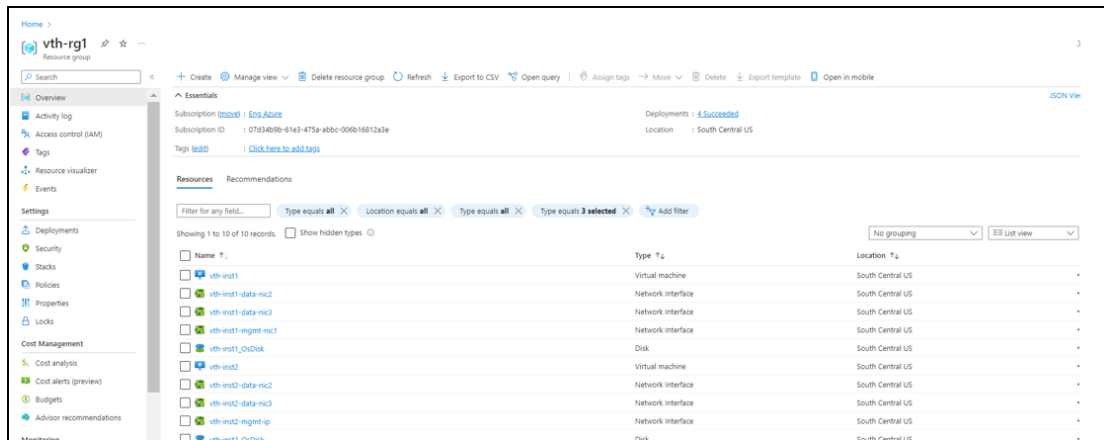 Home >
vth-rg1
Resource group
Search
Create Manage view Delete resource group Refresh Export to CSV Open query Assign tags Move Delete Export template Open in mobile
Overview
Activity log
Access control (IAM)
Tags
Resource visualizer
Events
Settings
Deployments
Security
Stacks
Policies
Properties
Locks
Cost Management
Cost analysis
Cost alerts (preview)
Budgets
Advisor recommendations
Monitoring
Essentials
JSON View
Subscription (move) : Eng Azure
Deployments : 4 Succeeded
Subscription ID : 07d34b9b-61e3-475a-abbc-006b16812a3e
Location : South Central US
Tags (edit) : Click here to add tags
Resources Recommendations
Filter for any field... Type equals all Location equals all Type equals all Type equals 3 selected Add filter
Showing 1 to 10 of 10 records. Show hidden types No grouping List view
Name Type Location
vth-inst1 Virtual machine South Central US
vth-inst1-data-nic2 Network Interface South Central US
vth-inst1-data-nic3 Network Interface South Central US
vth-inst1-mgmt-nic1 Network Interface South Central US
vth-inst1_OsDisk Disk South Central US
vth-inst2 Virtual machine South Central US
vth-inst2-data-nic2 Network Interface South Central US
vth-inst2-data-nic3 Network Interface South Central US
vth-inst2-mgmt-ip Network Interface South Central US
vth-inst2_OsDisk Disk South Central US